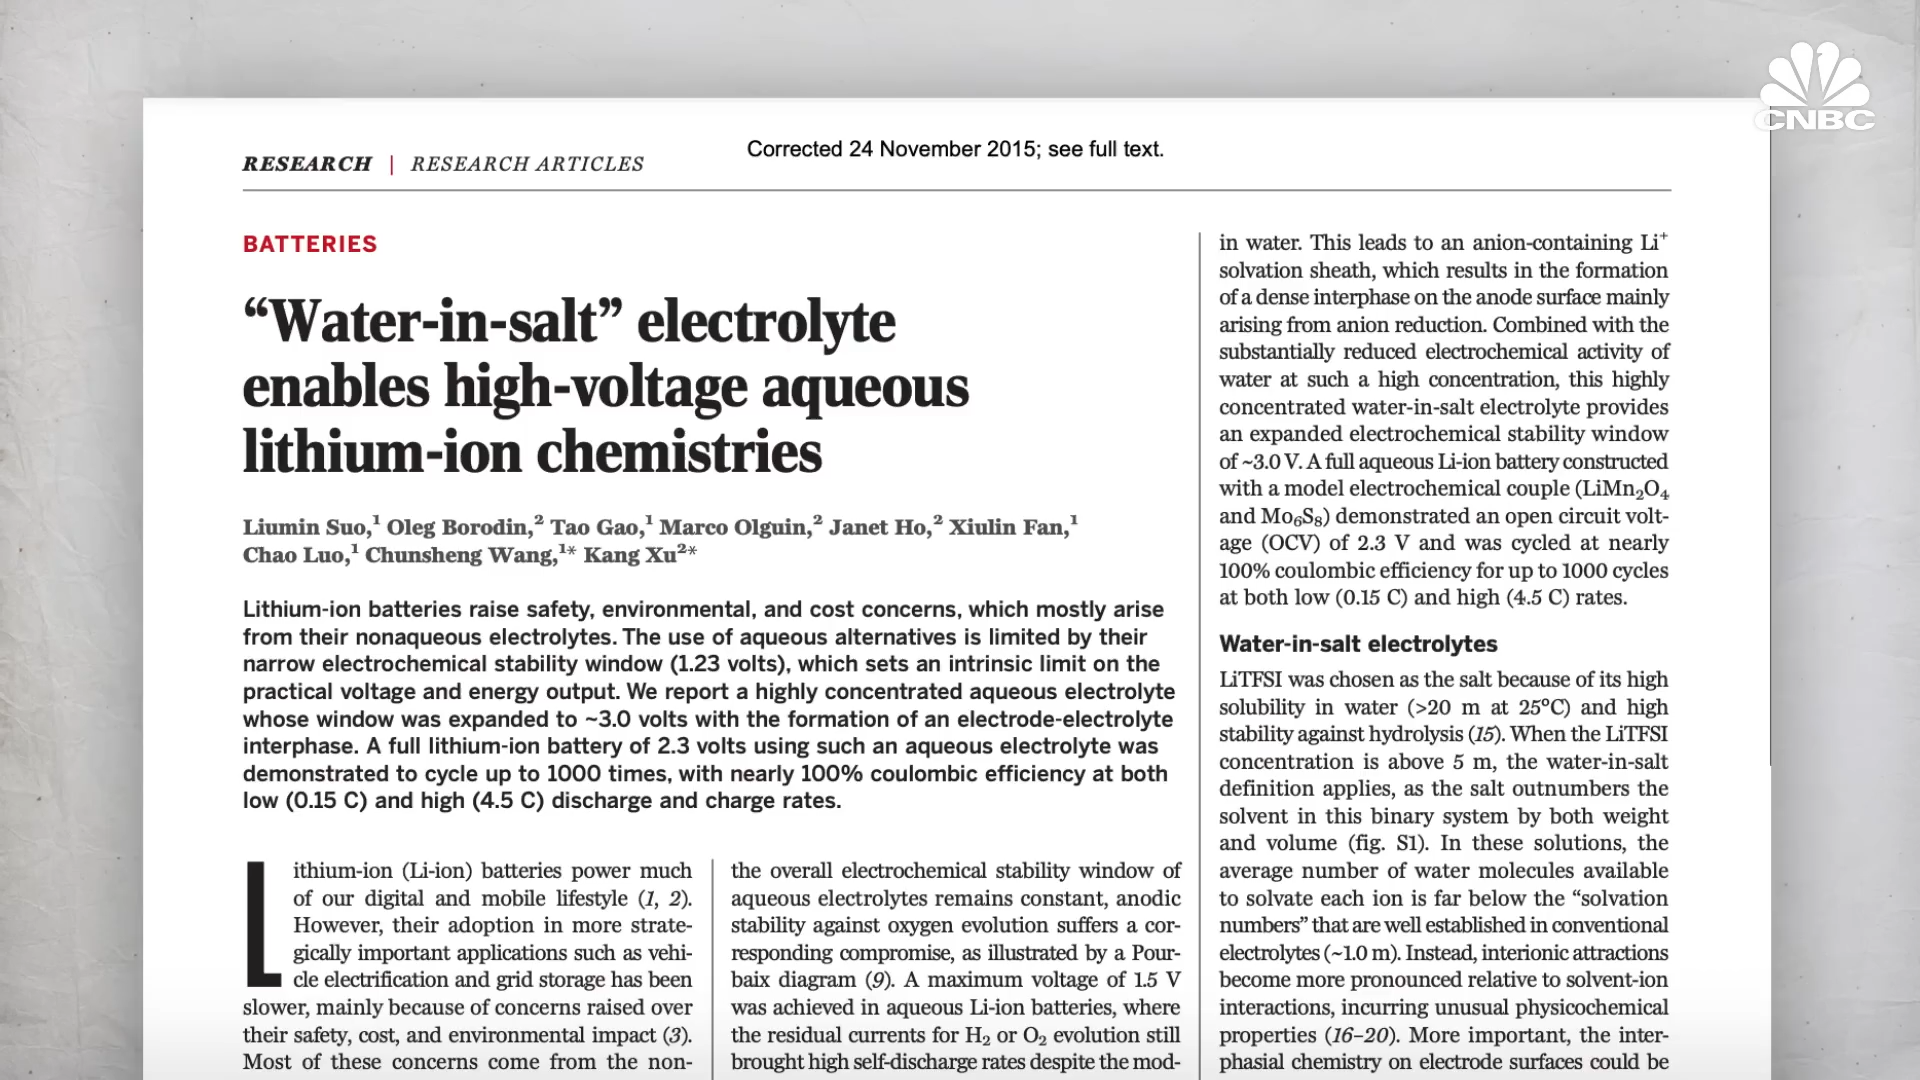 CNBC
RESEARCH | RESEARCH ARTICLES
Corrected 24 November 2015; see full text.
BATTERIES
“Water-in-salt” electrolyte
enables high-voltage aqueous
lithium-ion chemistries
Liumin Suo,¹ Oleg Borodin,² Tao Gao,¹ Marco Olguin,² Janet Ho,² Xiulin Fan,¹
Chao Luo,¹ Chunsheng Wang,¹* Kang Xu²*
Lithium-ion batteries raise safety, environmental, and cost concerns, which mostly arise
from their nonaqueous electrolytes. The use of aqueous alternatives is limited by their
narrow electrochemical stability window (1.23 volts), which sets an intrinsic limit on the
practical voltage and energy output. We report a highly concentrated aqueous electrolyte
whose window was expanded to ~3.0 volts with the formation of an electrode-electrolyte
interphase. A full lithium-ion battery of 2.3 volts using such an aqueous electrolyte was
demonstrated to cycle up to 1000 times, with nearly 100% coulombic efficiency at both
low (0.15 C) and high (4.5 C) discharge and charge rates.
Lithium-ion (Li-ion) batteries power much
of our digital and mobile lifestyle (1, 2).
However, their adoption in more strate-
gically important applications such as vehi-
cle electrification and grid storage has been
slower, mainly because of concerns raised over
their safety, cost, and environmental impact (3).
Most of these concerns come from the non-
the overall electrochemical stability window of
aqueous electrolytes remains constant, anodic
stability against oxygen evolution suffers a cor-
responding compromise, as illustrated by a Pour-
baix diagram (9). A maximum voltage of 1.5 V
was achieved in aqueous Li-ion batteries, where
the residual currents for H₂ or O₂ evolution still
brought high self-discharge rates despite the mod-
in water. This leads to an anion-containing Li⁺
solvation sheath, which results in the formation
of a dense interphase on the anode surface mainly
arising from anion reduction. Combined with the
substantially reduced electrochemical activity of
water at such a high concentration, this highly
concentrated water-in-salt electrolyte provides
an expanded electrochemical stability window
of ~3.0 V. A full aqueous Li-ion battery constructed
with a model electrochemical couple (LiMn₂O₄
and Mo₆S₈) demonstrated an open circuit volt-
age (OCV) of 2.3 V and was cycled at nearly
100% coulombic efficiency for up to 1000 cycles
at both low (0.15 C) and high (4.5 C) rates.
Water-in-salt electrolytes
LiTFSI was chosen as the salt because of its high
solubility in water (>20 m at 25°C) and high
stability against hydrolysis (15). When the LiTFSI
concentration is above 5 m, the water-in-salt
definition applies, as the salt outnumbers the
solvent in this binary system by both weight
and volume (fig. S1). In these solutions, the
average number of water molecules available
to solvate each ion is far below the “solvation
numbers” that are well established in conventional
electrolytes (~1.0 m). Instead, interionic attractions
become more pronounced relative to solvent-ion
interactions, incurring unusual physicochemical
properties (16–20). More important, the inter-
phasial chemistry on electrode surfaces could be